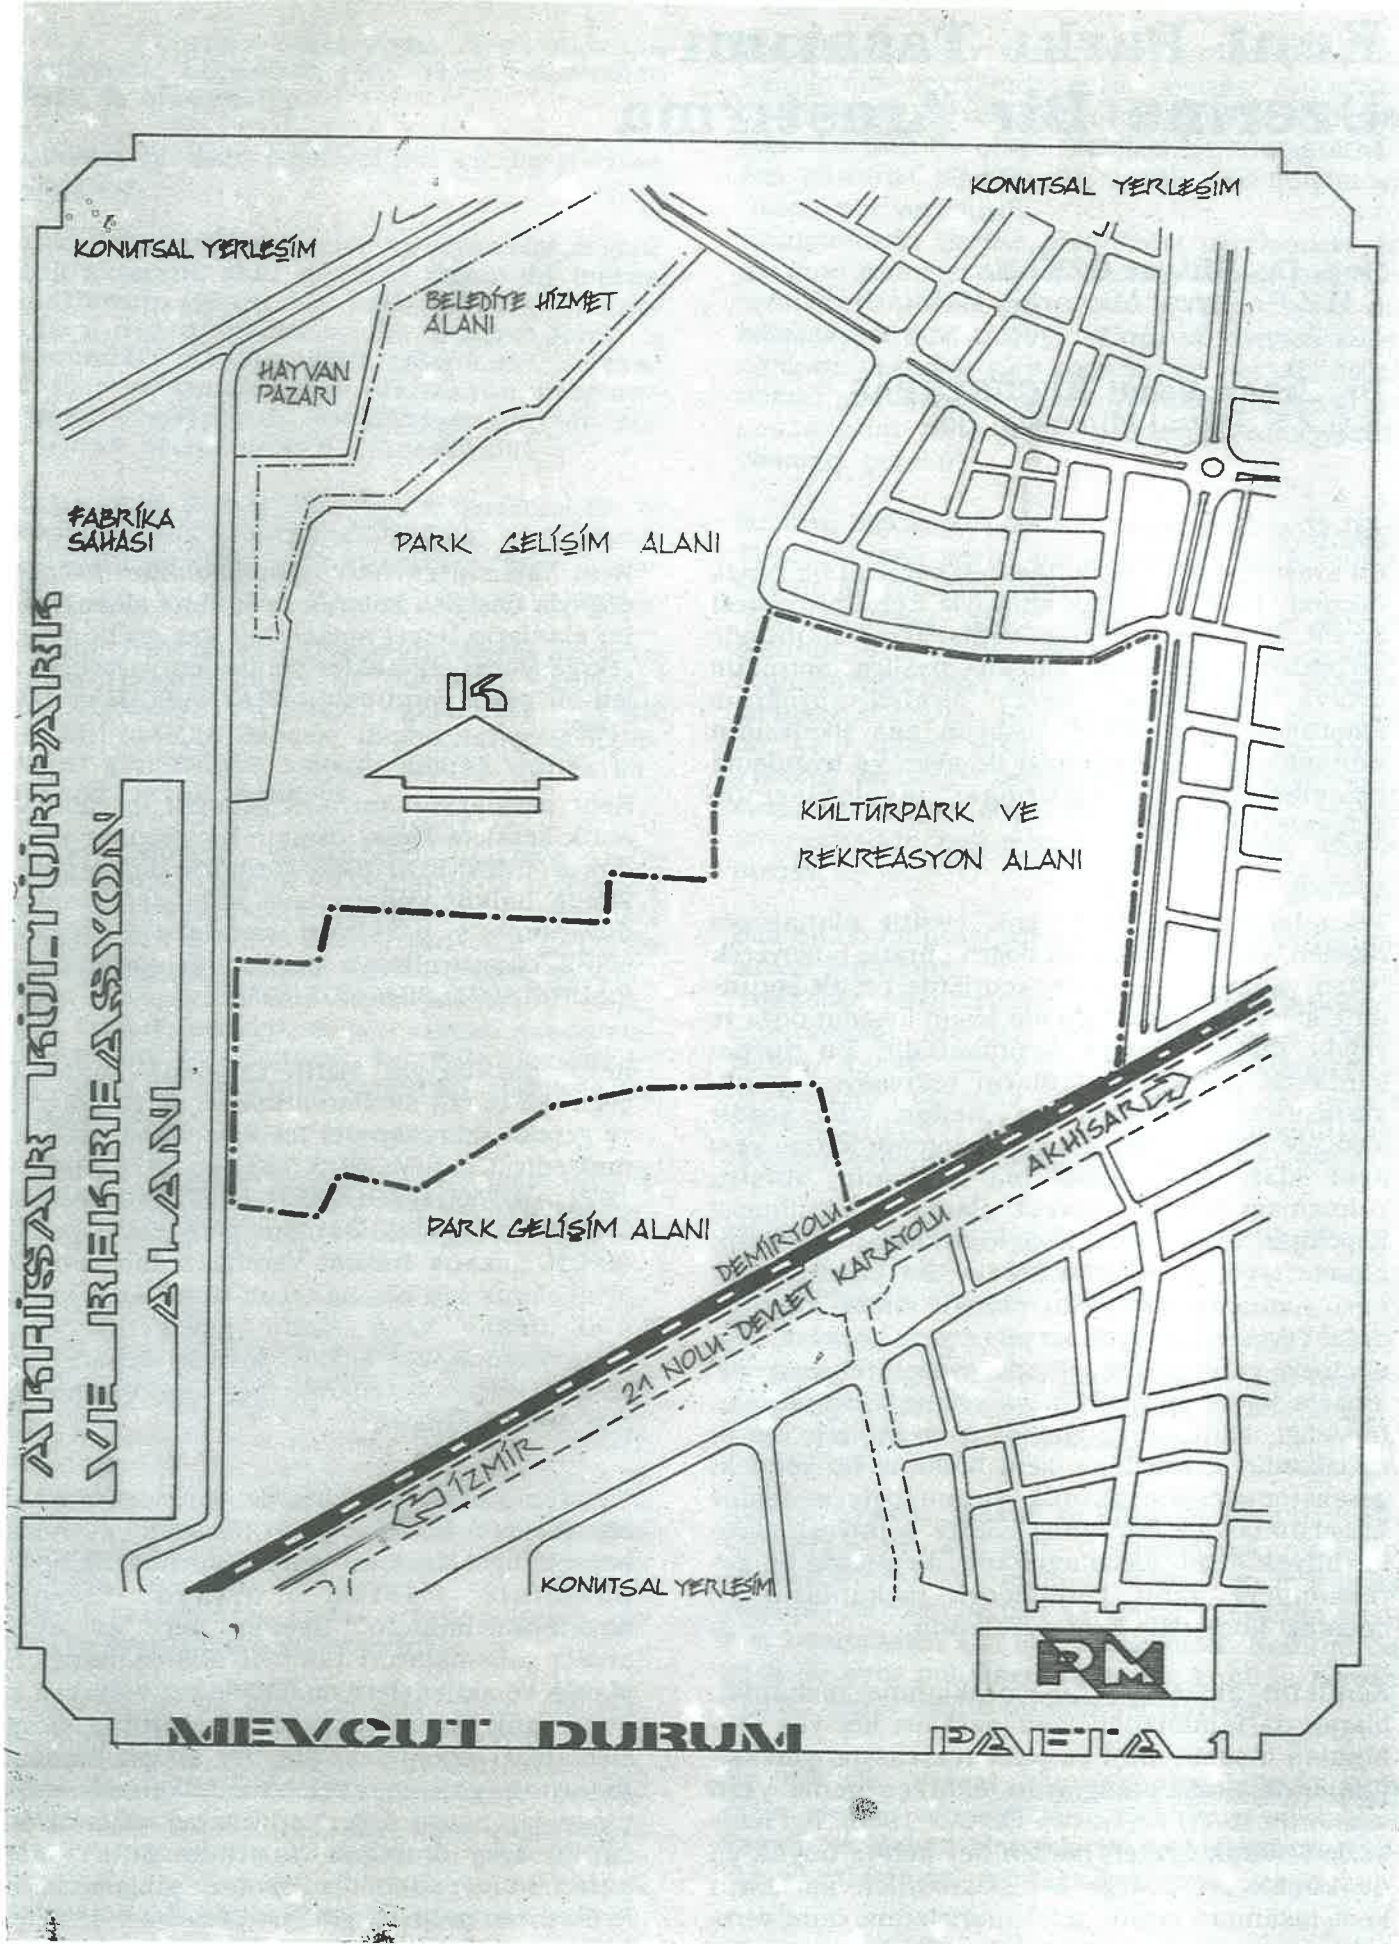 KONUTSAL YERLEŞİM
KONUTSAL YERLEŞİM
BELEDİYE HİZMET
ALANI
HAYVAN
PAZARI
FABRİKA
SAHASI
PARK GELİŞİM ALANI
K
KÜLTÜRPARK VE
REKREASYON ALANI
AKHİSAR KÜLTÜRPARK
VE REKREASYON
ALANI
PARK GELİŞİM ALANI
DEMİRYOLU
21 NOLU DEVLET KARAYOLU
AKHİSAR
İZMİR
KONUTSAL YERLEŞİM
PM
MEVCUT DURUM PAFTA 1